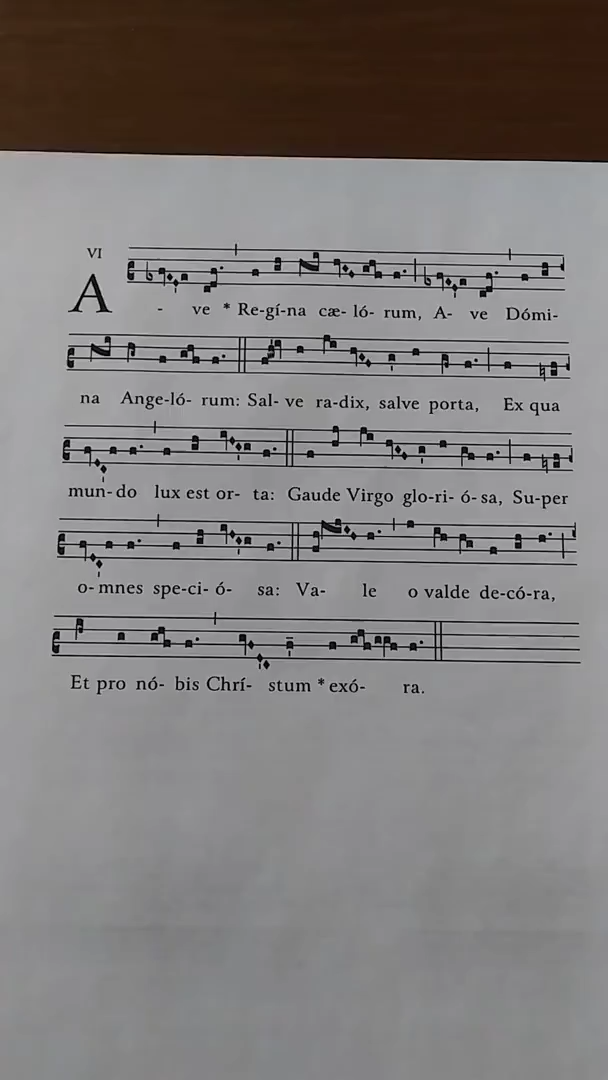 VI
A - ve * Re-gí-na cæ- ló- rum, A- ve Dómi-
na Ange-ló- rum: Sal- ve ra-dix, salve porta, Ex qua
mun-do lux est or- ta: Gaude Virgo glo-ri- ó-sa, Su-per
o-mnes spe-ci- ó- sa: Va- le o valde de-có-ra,
Et pro nó- bis Chrí- stum * exó- ra.